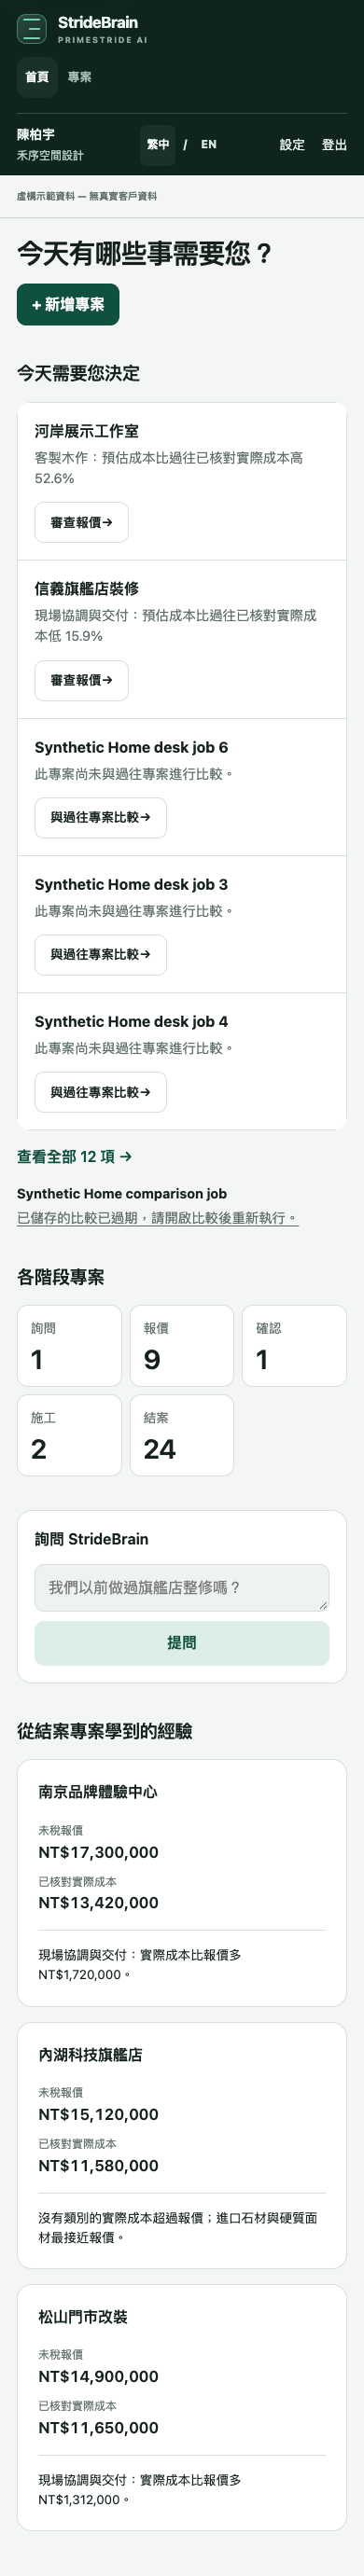 StrideBrain
PRIMESTRIDE AI
首頁 專案
陳柏宇
禾序空間設計
繁中 / EN
設定 登出
虛構示範資料 — 無真實客戶資料
今天有哪些事需要您？
+ 新增專案
今天需要您決定
河岸展示工作室
客製木作：預估成本比過往已核對實際成本高
52.6%
審查報價→
信義旗艦店裝修
現場協調與交付：預估成本比過往已核對實際成
本低 15.9%
審查報價→
Synthetic Home desk job 6
此專案尚未與過往專案進行比較。
與過往專案比較→
Synthetic Home desk job 3
此專案尚未與過往專案進行比較。
與過往專案比較→
Synthetic Home desk job 4
此專案尚未與過往專案進行比較。
與過往專案比較→
查看全部 12 項 →
Synthetic Home comparison job
已儲存的比較已過期，請開啟比較後重新執行。
各階段專案
詢問 報價 確認
1 9 1
施工 結案
2 24
詢問 StrideBrain
我們以前做過旗艦店整修嗎？
提問
從結案專案學到的經驗
南京品牌體驗中心
未稅報價
NT$17,300,000
已核對實際成本
NT$13,420,000
現場協調與交付：實際成本比報價多
NT$1,720,000。
內湖科技旗艦店
未稅報價
NT$15,120,000
已核對實際成本
NT$11,580,000
沒有類別的實際成本超過報價；進口石材與硬質面
材最接近報價。
松山門市改裝
未稅報價
NT$14,900,000
已核對實際成本
NT$11,650,000
現場協調與交付：實際成本比報價多
NT$1,312,000。